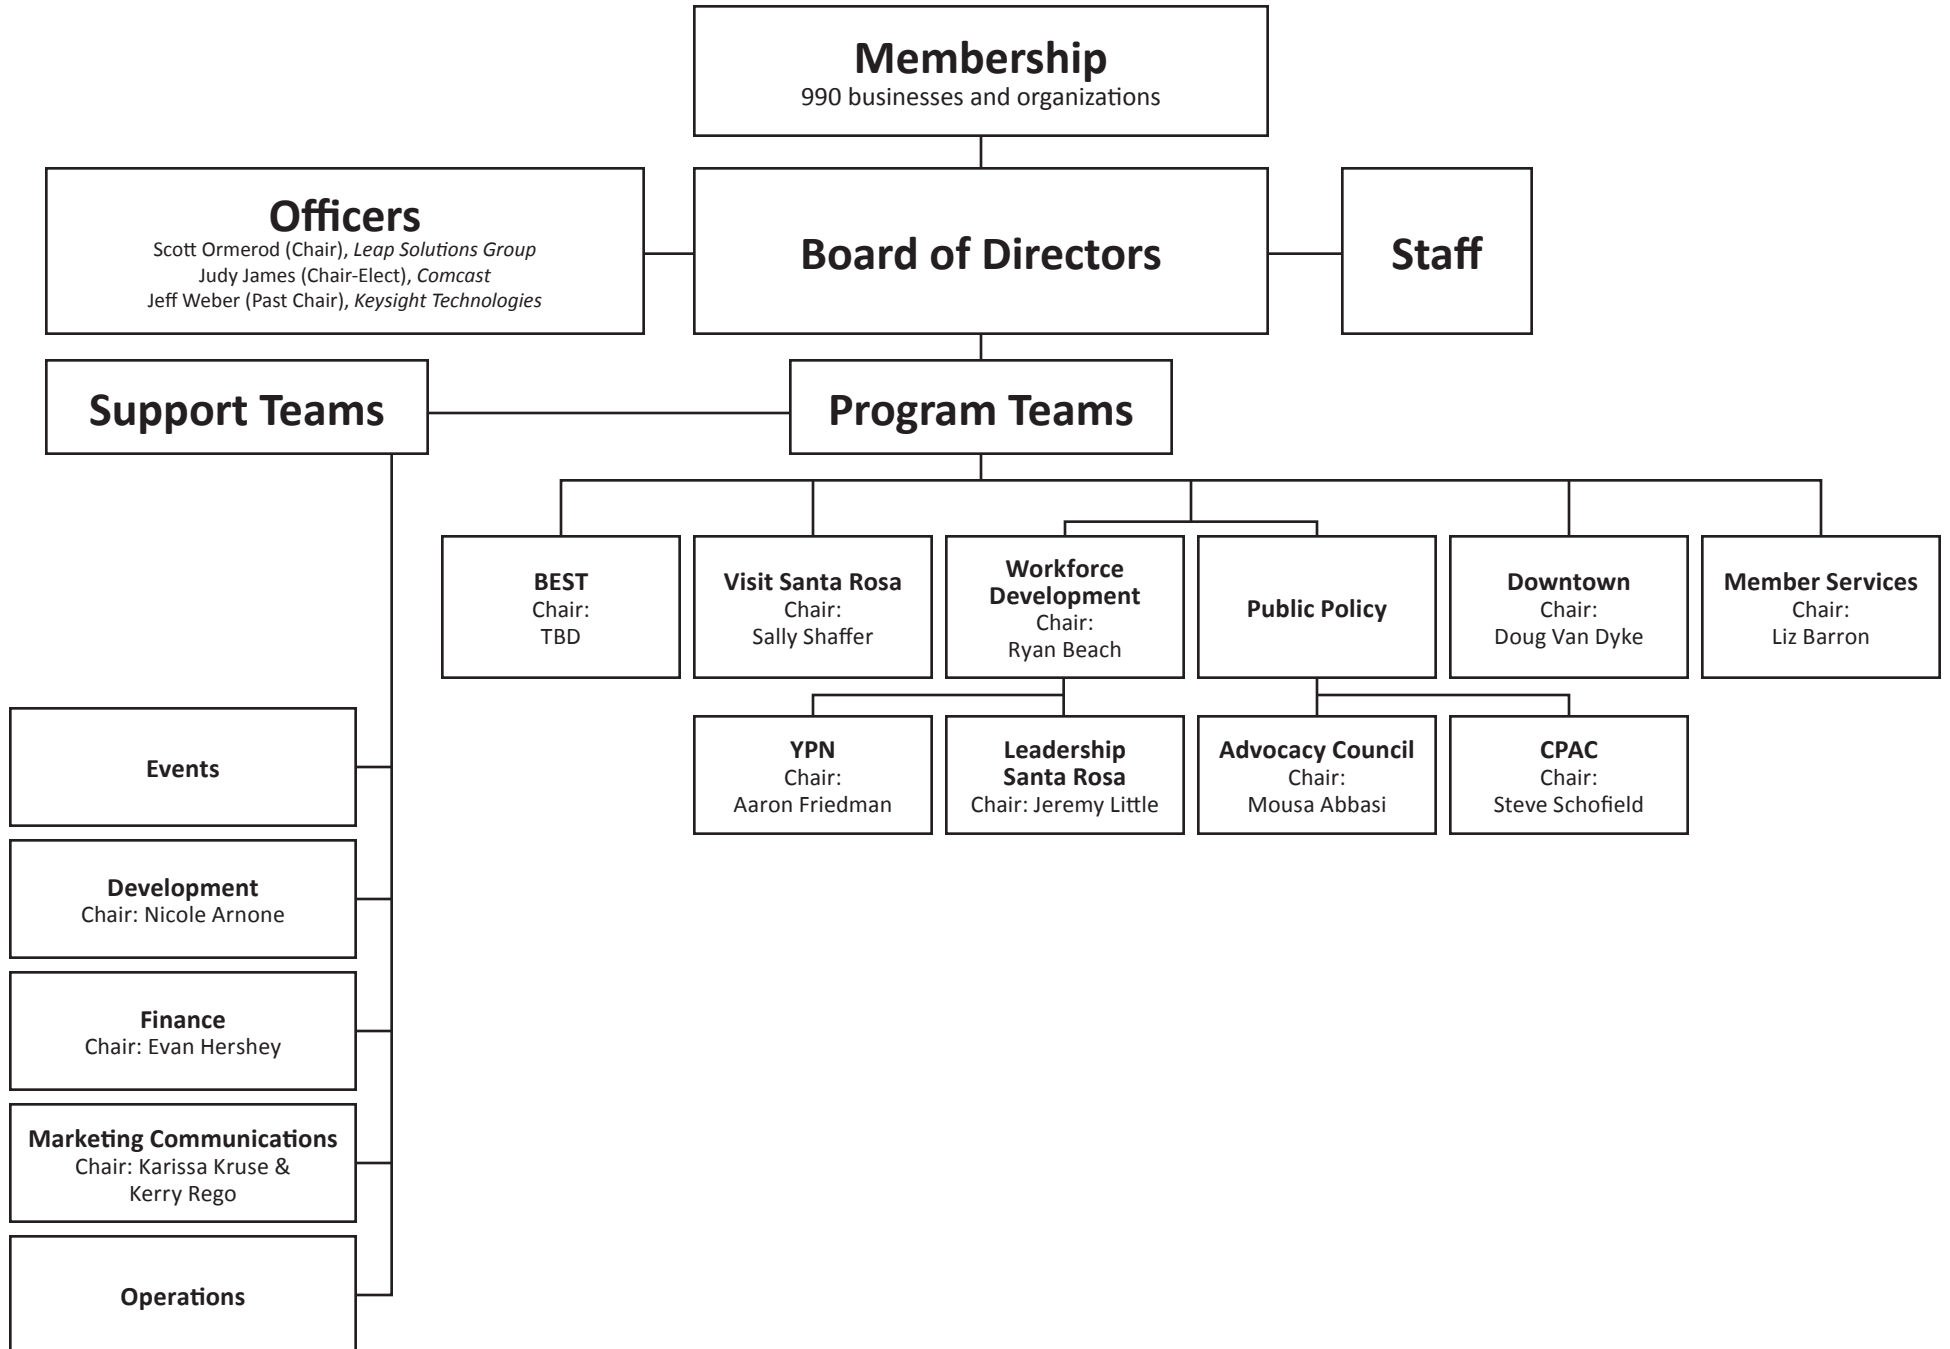 Membership
990 businesses and organizations
Officers
Scott Ormerod (Chair), Leap Solutions Group
Judy James (Chair-Elect), Comcast
Jeff Weber (Past Chair), Keysight Technologies
Board of Directors
Staff
Support Teams
Program Teams
BEST
Chair:
TBD
Visit Santa Rosa
Chair:
Sally Shaffer
Workforce
Development
Chair:
Ryan Beach
Public Policy
Downtown
Chair:
Doug Van Dyke
Member Services
Chair:
Liz Barron
YPN
Chair:
Aaron Friedman
Leadership
Santa Rosa
Chair: Jeremy Little
Advocacy Council
Chair:
Mousa Abbasi
CPAC
Chair:
Steve Schofield
Events
Development
Chair: Nicole Arnone
Finance
Chair: Evan Hershey
Marketing Communications
Chair: Karissa Kruse &
Kerry Rego
Operations